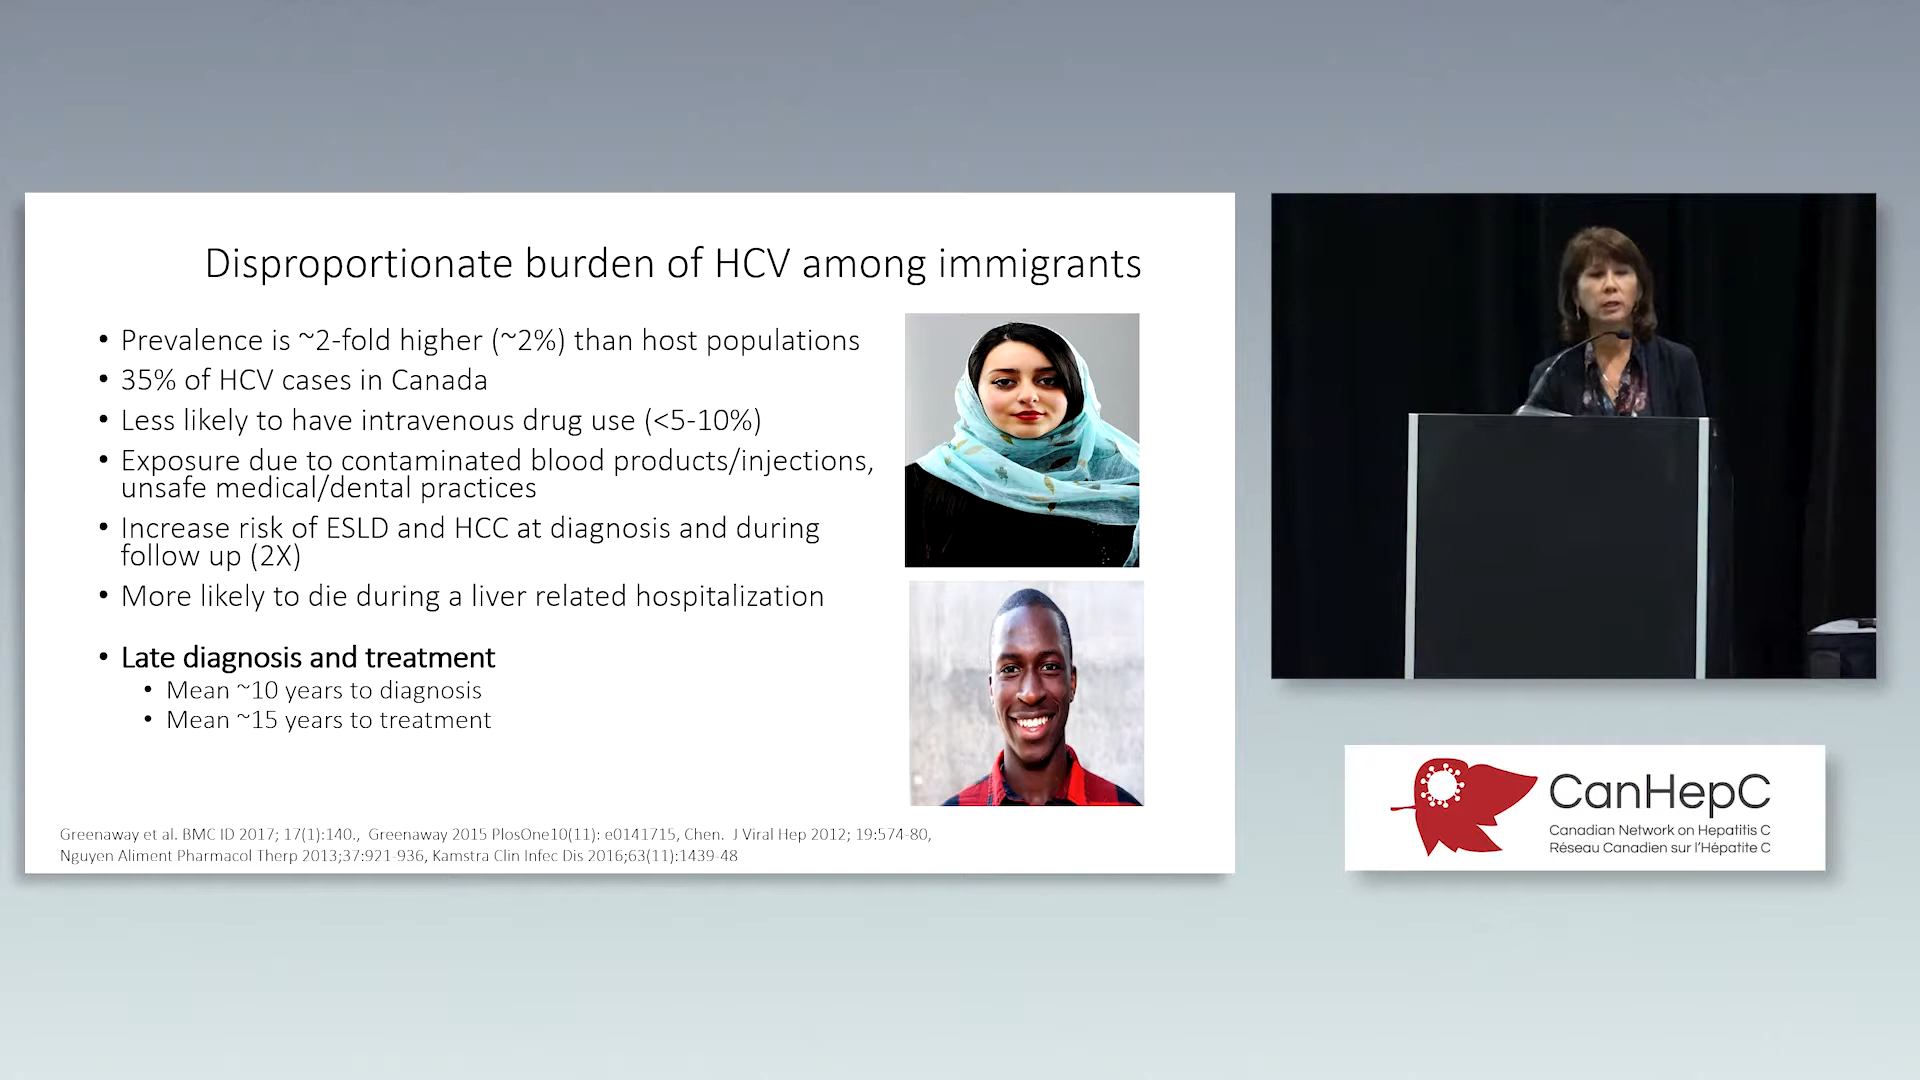 Disproportionate burden of HCV among immigrants
• Prevalence is ~2-fold higher (~2%) than host populations
• 35% of HCV cases in Canada
• Less likely to have intravenous drug use (<5-10%)
• Exposure due to contaminated blood products/injections,
unsafe medical/dental practices
• Increase risk of ESLD and HCC at diagnosis and during
follow up (2X)
• More likely to die during a liver related hospitalization
• Late diagnosis and treatment
• Mean ~10 years to diagnosis
• Mean ~15 years to treatment
Greenaway et al. BMC ID 2017; 17(1):140., Greenaway 2015 PlosOne10(11): e0141715, Chen. J Viral Hep 2012; 19:574-80,
Nguyen Aliment Pharmacol Therp 2013;37:921-936, Kamstra Clin Infec Dis 2016;63(11):1439-48
CanHepC
Canadian Network on Hepatitis C
Réseau Canadien sur l'Hépatite C